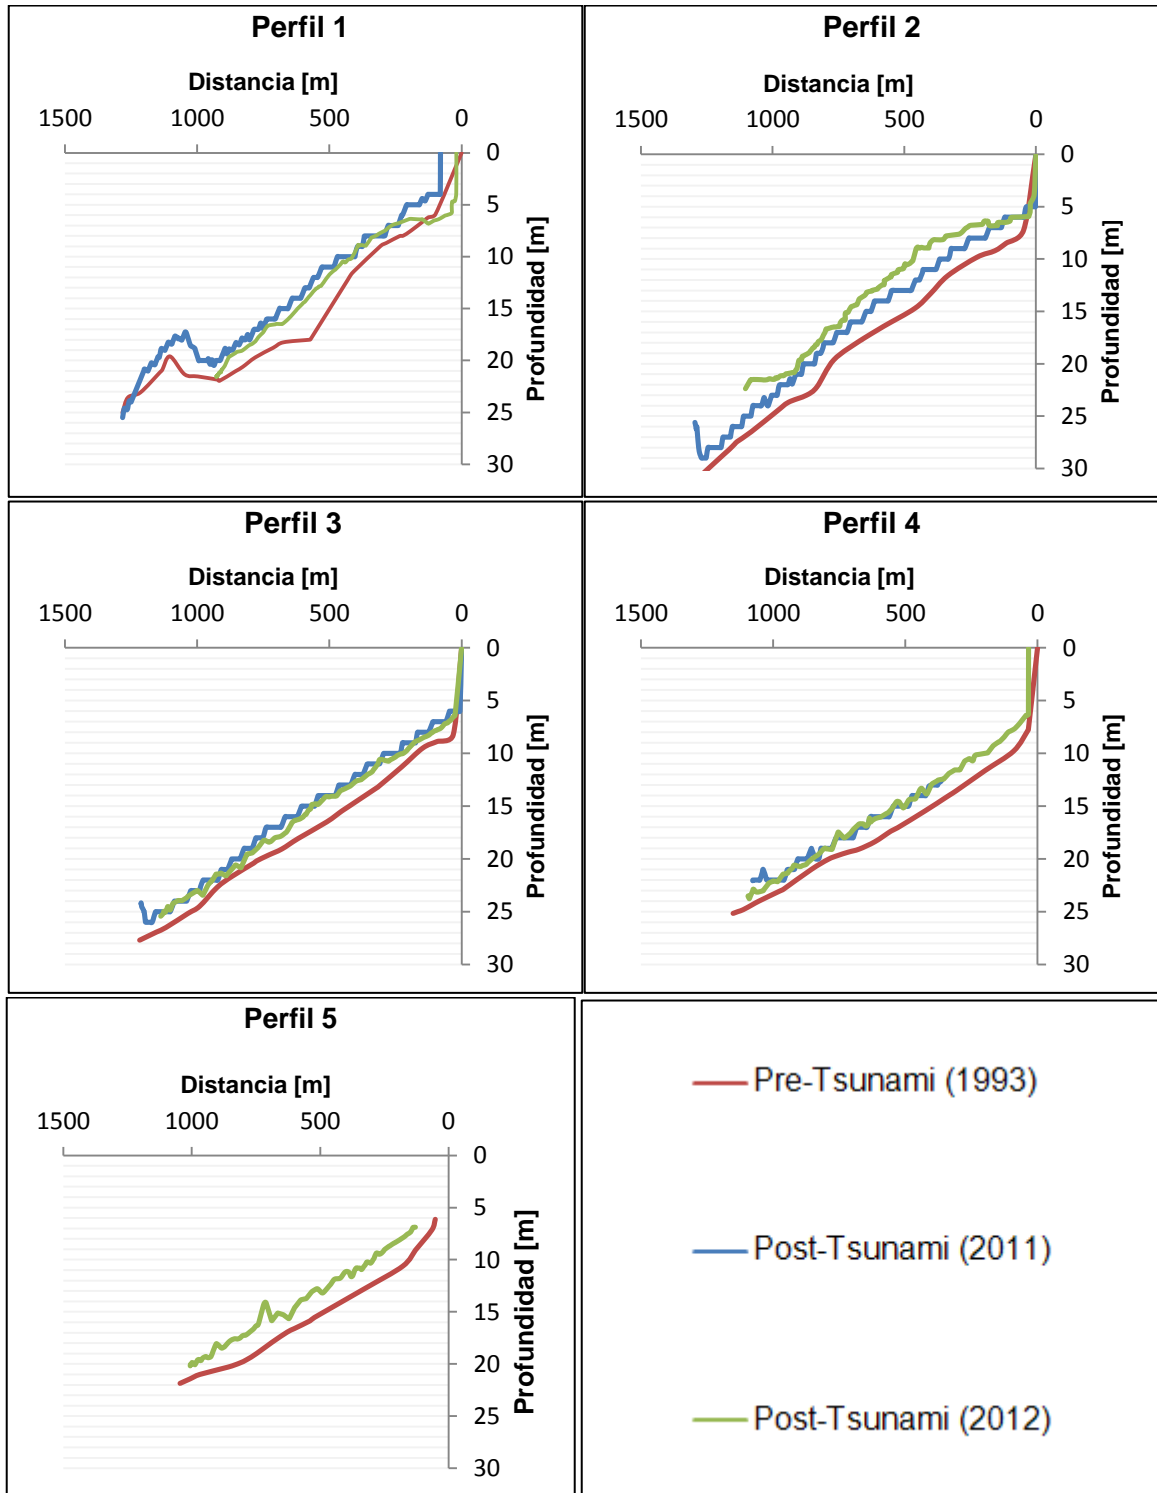 Perfil 1
Distancia [m]
1500 1000 500 0
0
5
10
15
20
25
30
Profundidad [m]
Perfil 2
Distancia [m]
1500 1000 500 0
0
5
10
15
20
25
30
Profundidad [m]
Perfil 3
Distancia [m]
1500 1000 500 0
0
5
10
15
20
25
30
Profundidad [m]
Perfil 4
Distancia [m]
1500 1000 500 0
0
5
10
15
20
25
30
Profundidad [m]
Perfil 5
Distancia [m]
1500 1000 500 0
0
5
10
15
20
25
30
Profundidad [m]
Pre-Tsunami (1993)
Post-Tsunami (2011)
Post-Tsunami (2012)